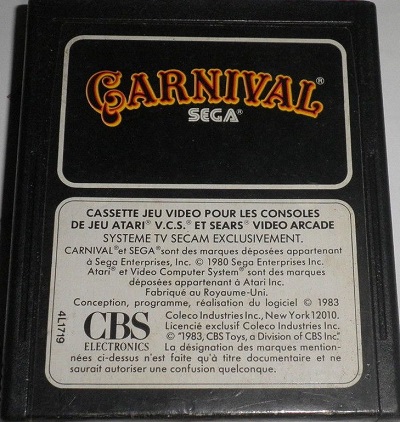 CARNIVAL®
SEGA®
CASSETTE JEU VIDEO POUR LES CONSOLES
DE JEU ATARI® V.C.S.® ET SEARS® VIDEO ARCADE
SYSTEME TV SECAM EXCLUSIVEMENT.
CARNIVAL® et SEGA® sont des marques déposées appartenant
à Sega Enterprises, Inc. © 1980 Sega Enterprises Inc.
Atari® et Video Computer System® sont des marques
déposées appartenant à Atari Inc.
Fabriqué au Royaume-Uni.
Conception, programme, réalisation du logiciel © 1983
Coleco Industries Inc., New York 12010.
Licencié exclusif Coleco Industries Inc.
© "1983, CBS Toys, a Division of CBS Inc."
La désignation des marques mention-
nées ci-dessus n'est faite qu'à titre documentaire et ne
saurait autoriser une confusion quelconque.
CBS
ELECTRONICS
4L1719